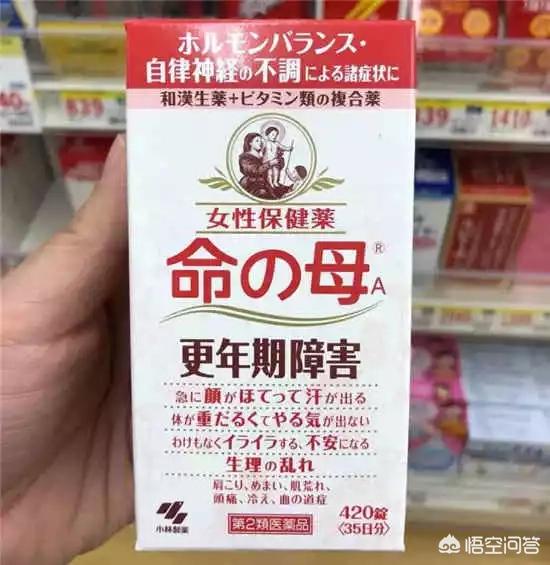 ホルモンバランス・
自律神経の不調による諸症状に
和漢生薬+ビタミン類の複合薬
女性保健薬
命の母®A
更年期障害
急に顔がほてって汗が出る
体が重だるくてやる気が出ない
わけもなくイライラする、不安になる
生理の乱れ
肩こり、めまい、肌荒れ、
頭痛、冷え、血の道症
小林製薬
第2類医薬品
420錠
〈35日分〉
839
1410
悟空问答